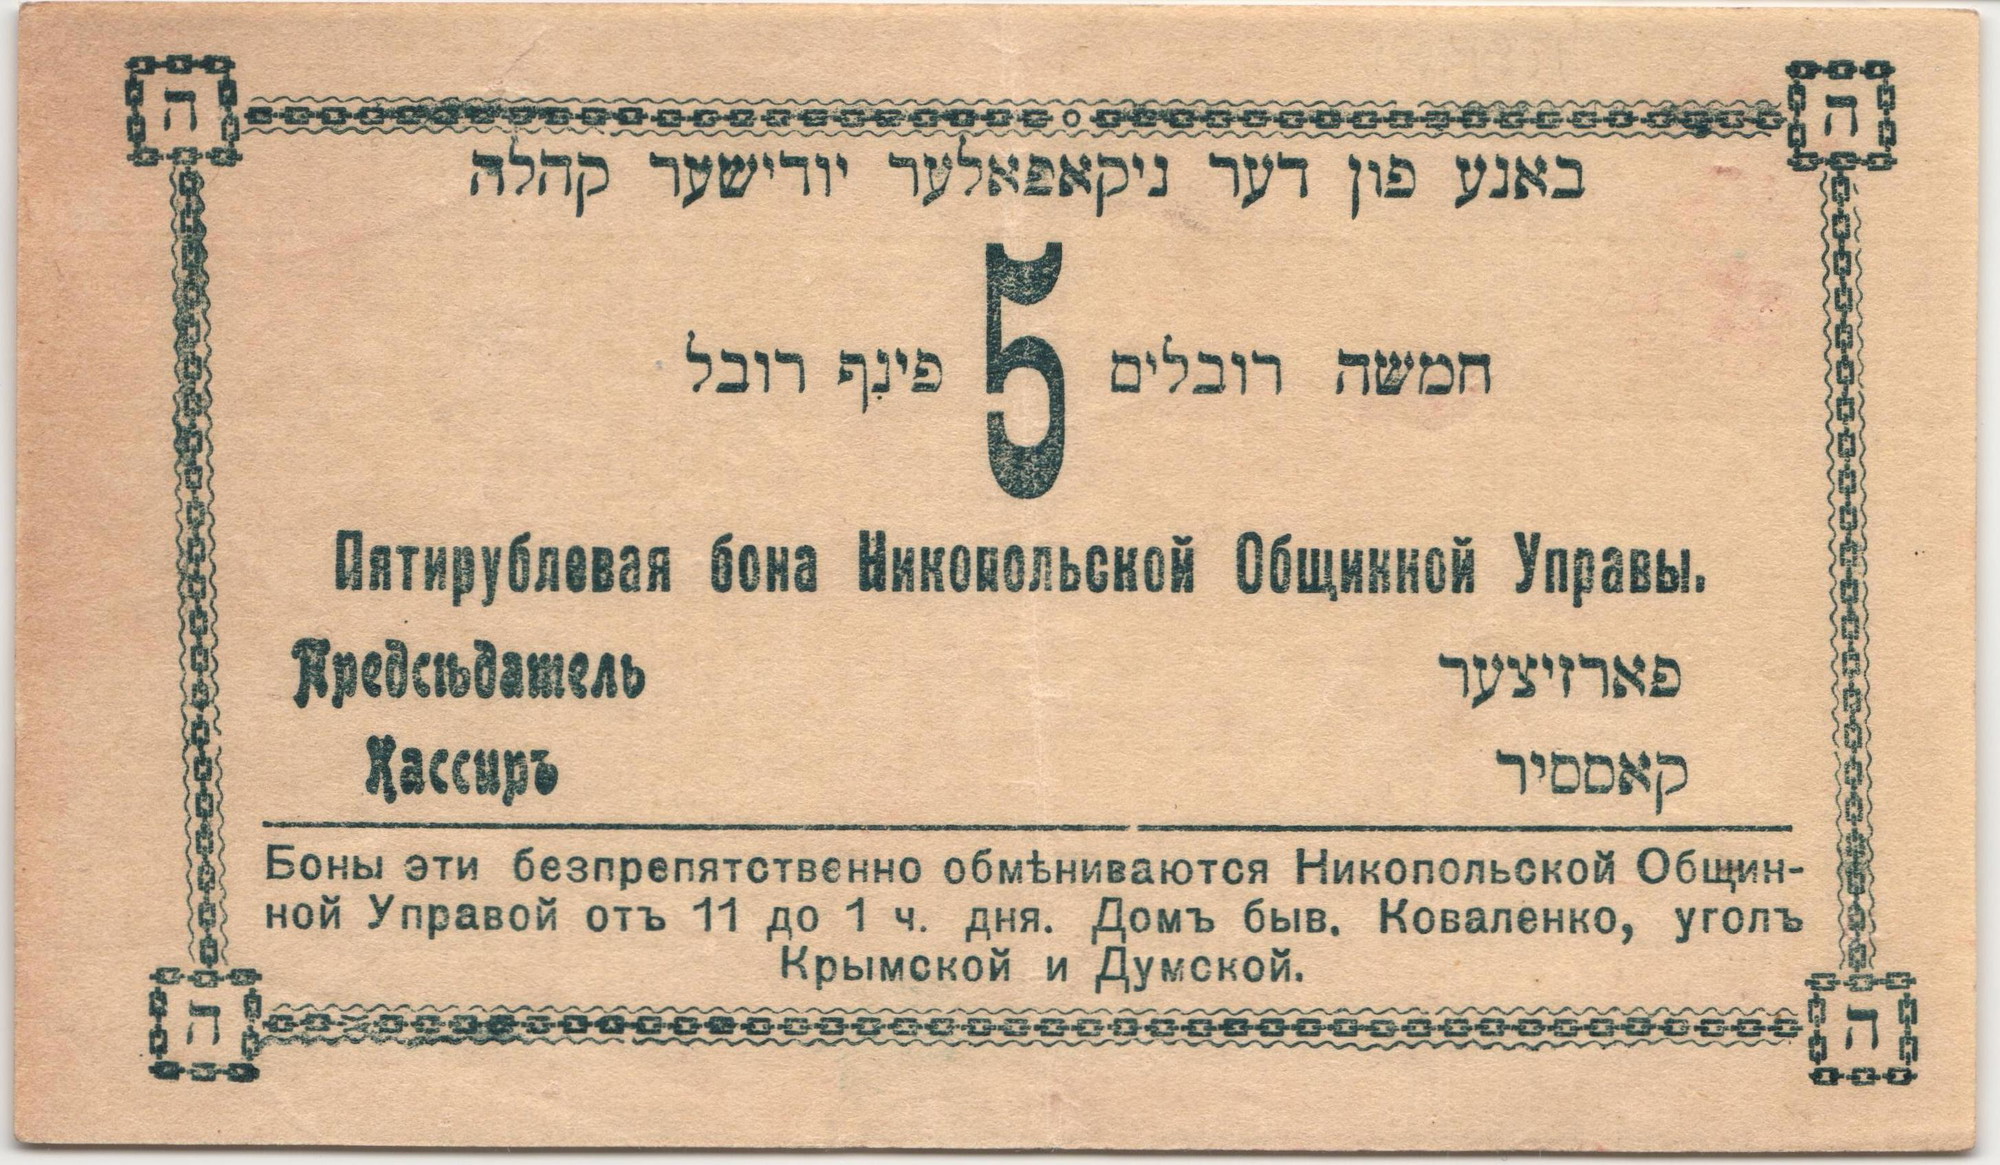 ה ה
באנע פון דער ניקאפאלער יודישער קהלה
חמשה רובלים 5 פינף רובל
Пятирублевая бона Никопольской Общинной Управы.
Предсѣдатель פארזיצער
Кассиръ קאססיר
Боны эти безпрепятственно обмѣниваются Никопольской Общин-
ной Управой отъ 11 до 1 ч. дня. Домъ быв. Коваленко, уголъ
Крымской и Думской.
ה ה